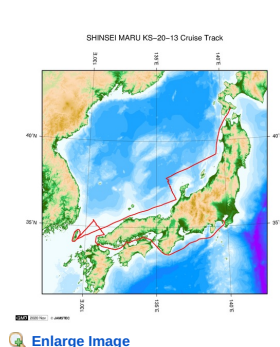 SHINSEI MARU KS-20-13 Cruise Track
130˚E 135˚E 140˚E
40˚N 40˚
35˚N 35˚
130˚E 135˚E 140˚E
GMT 2020 Nov © JAMSTEC
Enlarge Image